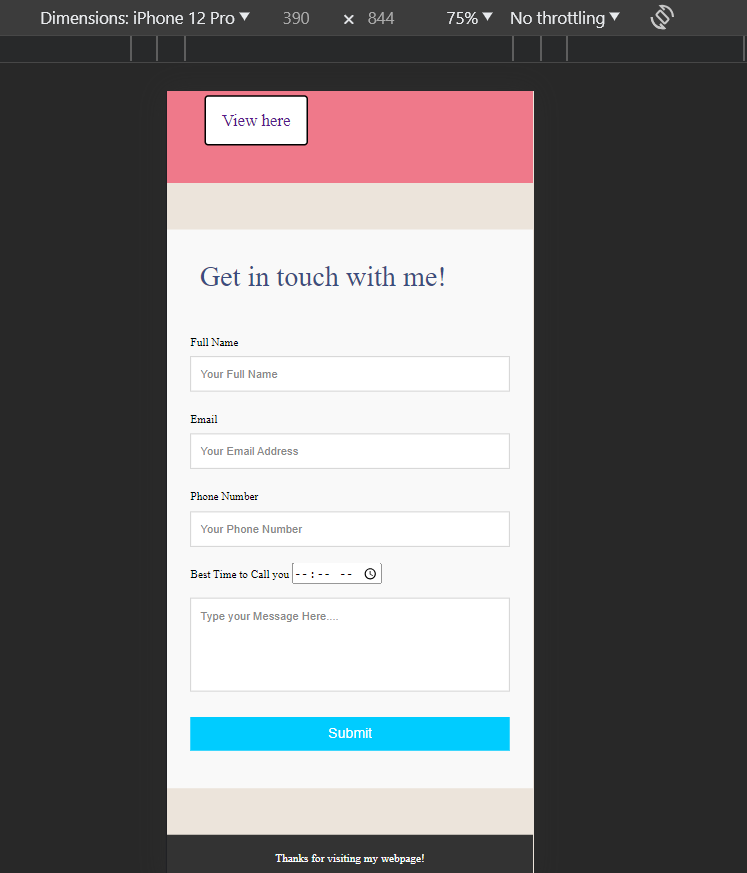 Dimensions: iPhone 12 Pro 390 × 844 75% No throttling
View here
Get in touch with me!
Full Name
Your Full Name
Email
Your Email Address
Phone Number
Your Phone Number
Best Time to Call you --:-- --
Type your Message Here....
Submit
Thanks for visiting my webpage!